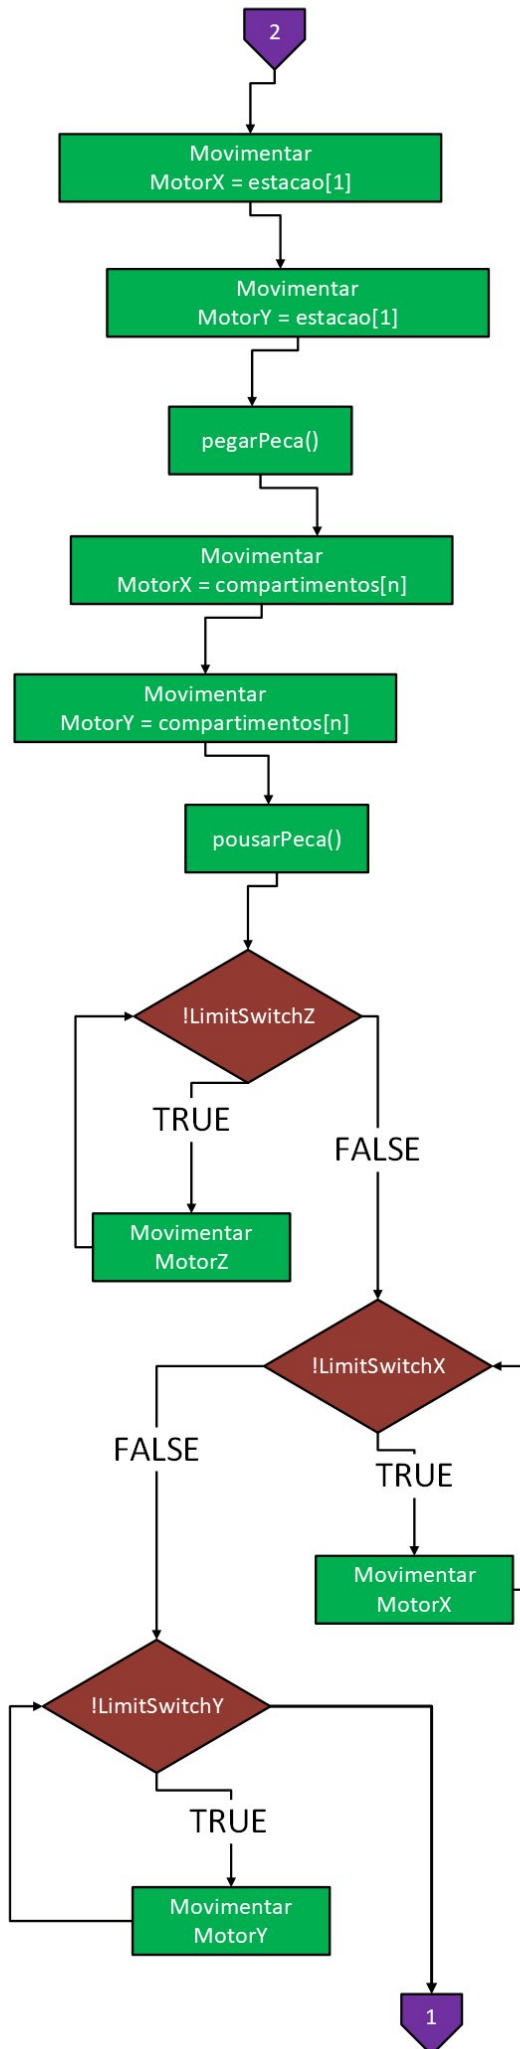 2
Movimentar
MotorX = estacao[1]
Movimentar
MotorY = estacao[1]
pegarPeca()
Movimentar
MotorX = compartimentos[n]
Movimentar
MotorY = compartimentos[n]
pousarPeca()
!LimitSwitchZ
TRUE
FALSE
Movimentar
MotorZ
!LimitSwitchX
FALSE
TRUE
Movimentar
MotorX
!LimitSwitchY
TRUE
Movimentar
MotorY
1